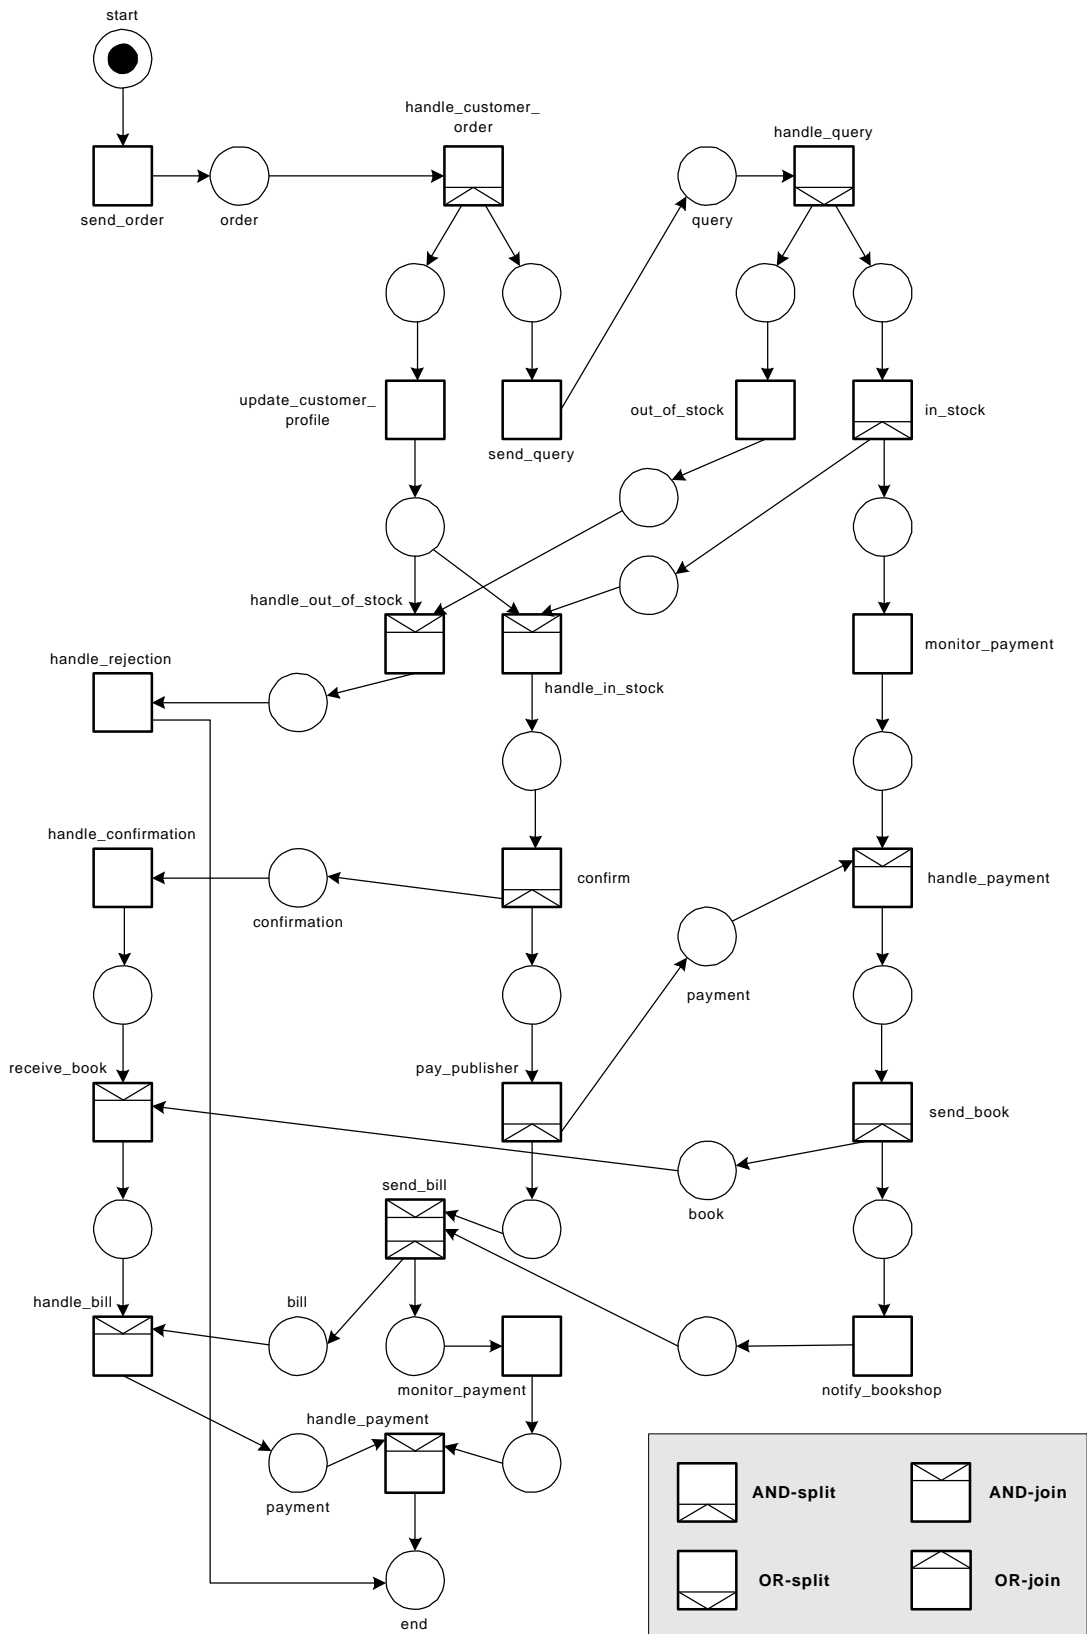 start
handle_customer_
order
handle_query
send_order
order
query
update_customer_
profile
send_query
out_of_stock
in_stock
handle_out_of_stock
handle_rejection
handle_in_stock
monitor_payment
handle_confirmation
confirmation
confirm
handle_payment
payment
receive_book
pay_publisher
send_book
send_bill
book
handle_bill
bill
monitor_payment
notify_bookshop
handle_payment
payment
end
AND-split
AND-join
OR-split
OR-join